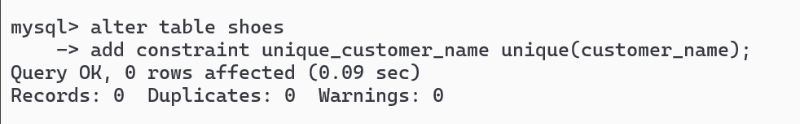 mysql> alter table shoes
    -> add constraint unique_customer_name unique(customer_name);
Query OK, 0 rows affected (0.09 sec)
Records: 0  Duplicates: 0  Warnings: 0